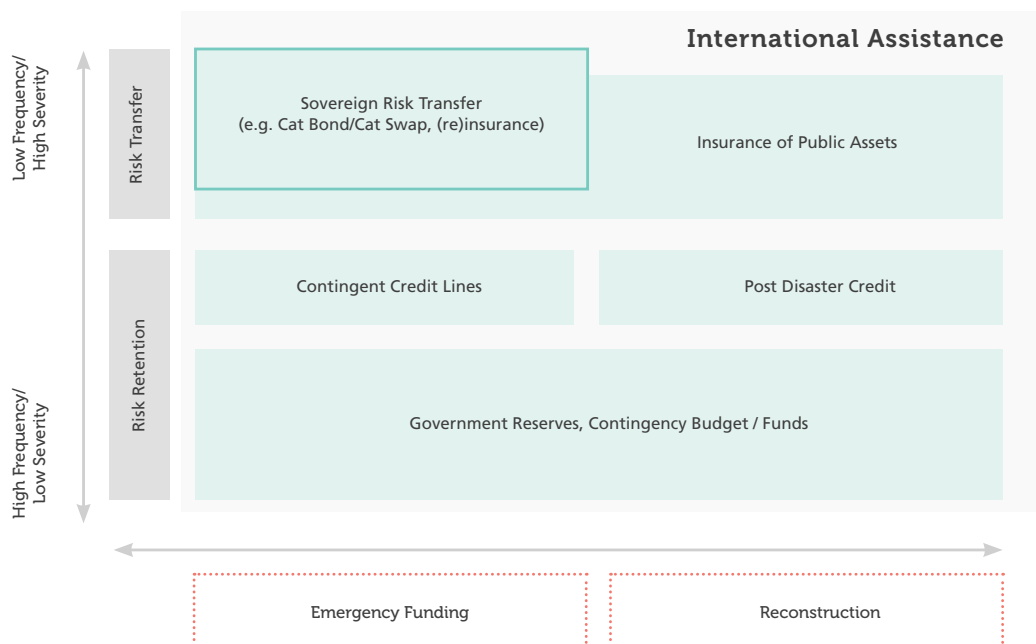 International Assistance
Low Frequency/
High Severity
Risk Transfer
Sovereign Risk Transfer
(e.g. Cat Bond/Cat Swap, (re)insurance)
Insurance of Public Assets
High Frequency/
Low Severity
Risk Retention
Contingent Credit Lines
Post Disaster Credit
Government Reserves, Contingency Budget / Funds
Emergency Funding
Reconstruction